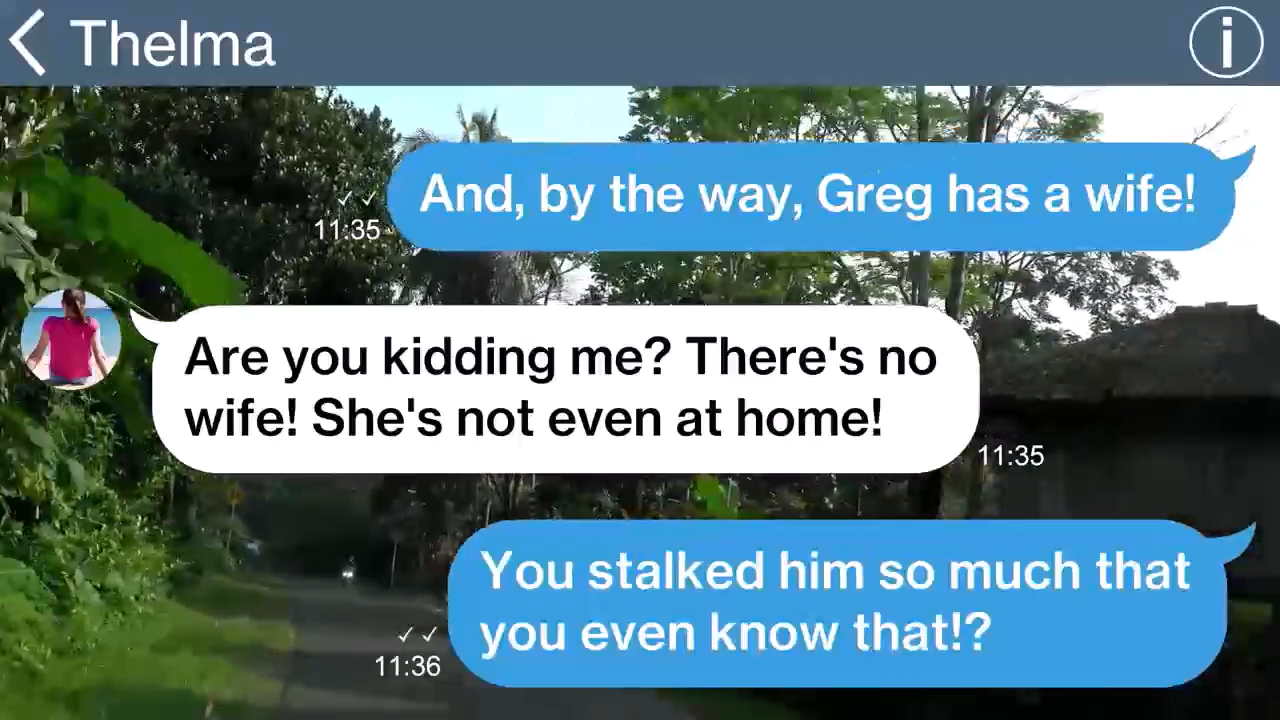 Thelma
And, by the way, Greg has a wife!
11:35
Are you kidding me? There's no
wife! She's not even at home!
11:35
You stalked him so much that
you even know that!?
11:36